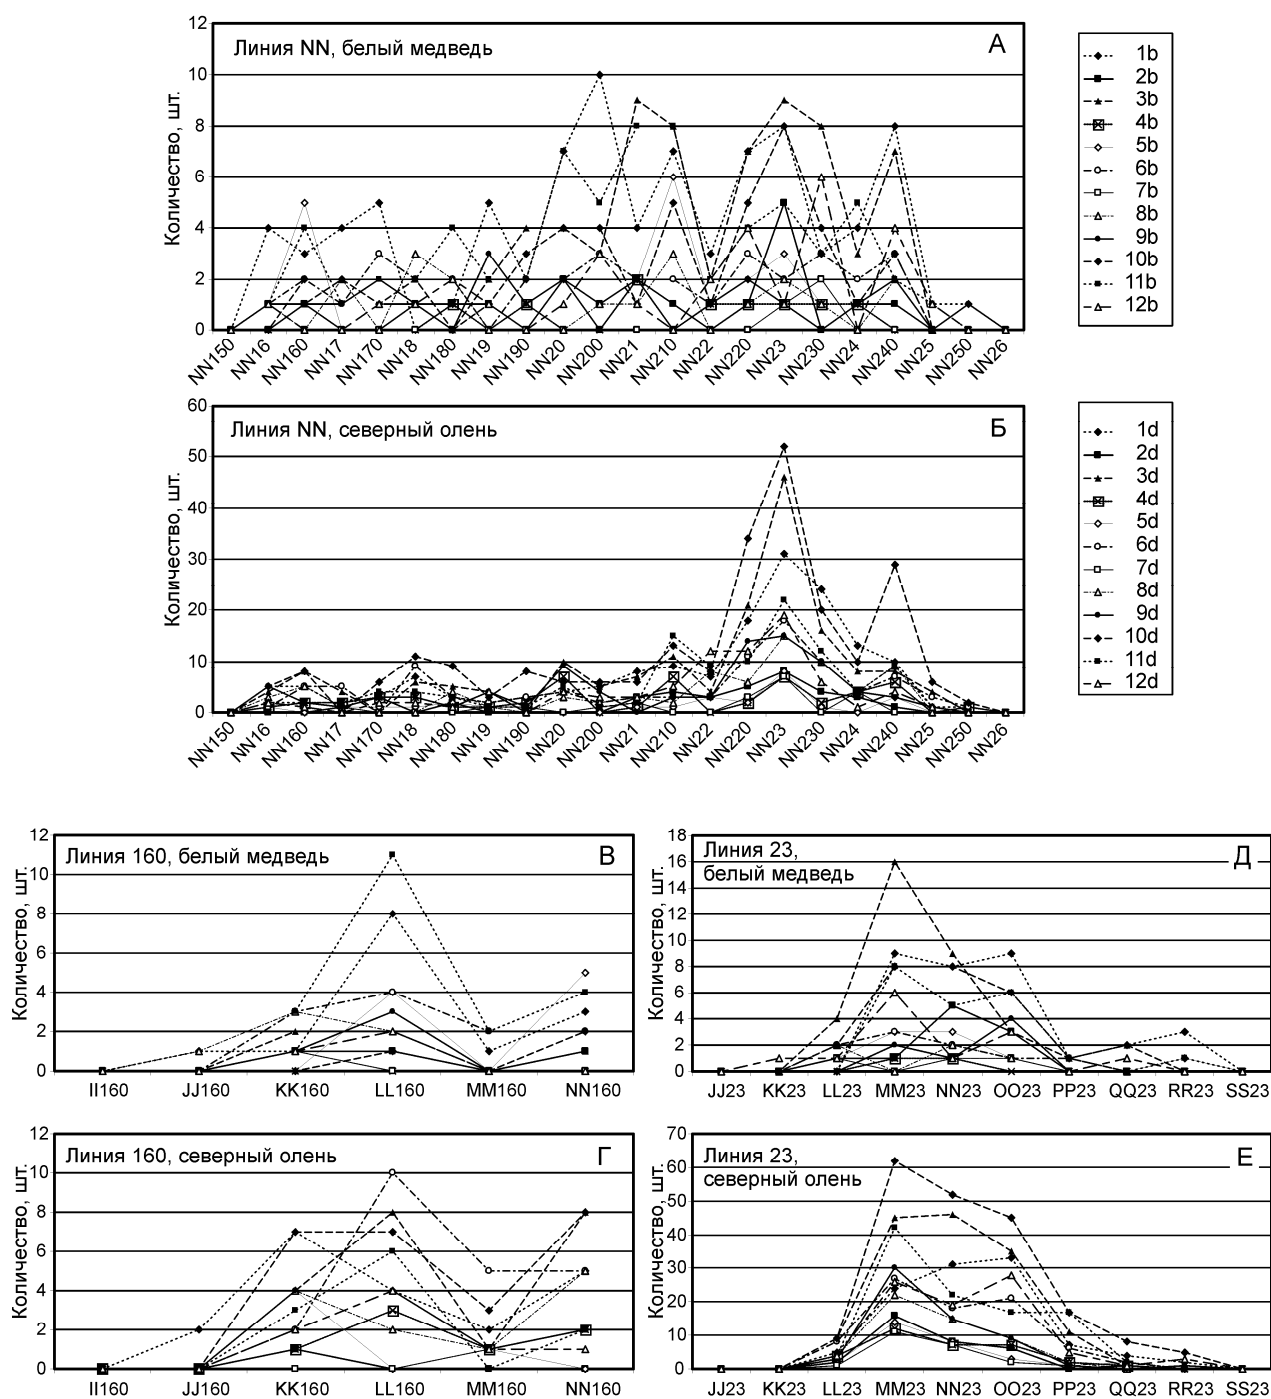 Линия NN, белый медведь
А
Количество, шт.
12
10
8
6
4
2
0
NN150 NN16 NN160 NN17 NN170 NN18 NN180 NN19 NN190 NN20 NN200 NN21 NN210 NN22 NN220 NN23 NN230 NN24 NN240 NN25 NN250 NN26
1b
2b
3b
4b
5b
6b
7b
8b
9b
10b
11b
12b
Линия NN, северный олень
Б
Количество, шт.
60
50
40
30
20
10
0
NN150 NN16 NN160 NN17 NN170 NN18 NN180 NN19 NN190 NN20 NN200 NN21 NN210 NN22 NN220 NN23 NN230 NN24 NN240 NN25 NN250 NN26
1d
2d
3d
4d
5d
6d
7d
8d
9d
10d
11d
12d
Линия 160, белый медведь
В
Количество, шт.
12
10
8
6
4
2
0
II160 JJ160 KK160 LL160 MM160 NN160
Линия 23,
белый медведь
Д
Количество, шт.
18
16
14
12
10
8
6
4
2
0
JJ23 KK23 LL23 MM23 NN23 OO23 PP23 QQ23 RR23 SS23
Линия 160, северный олень
Г
Количество, шт.
12
10
8
6
4
2
0
II160 JJ160 KK160 LL160 MM160 NN160
Линия 23,
северный олень
Е
Количество, шт.
70
60
50
40
30
20
10
0
JJ23 KK23 LL23 MM23 NN23 OO23 PP23 QQ23 RR23 SS23